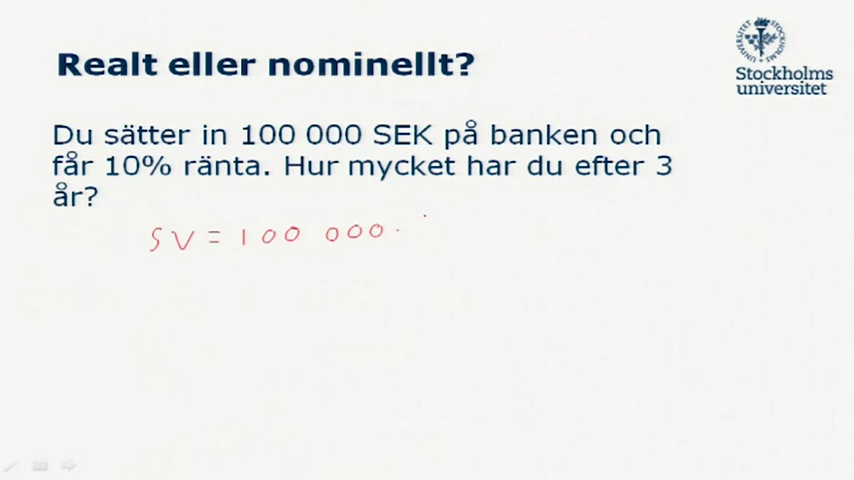 Realt eller nominellt?
Stockholms
universitet
Du sätter in 100 000 SEK på banken och
får 10% ränta. Hur mycket har du efter 3
år?
SV = 100 000 ·